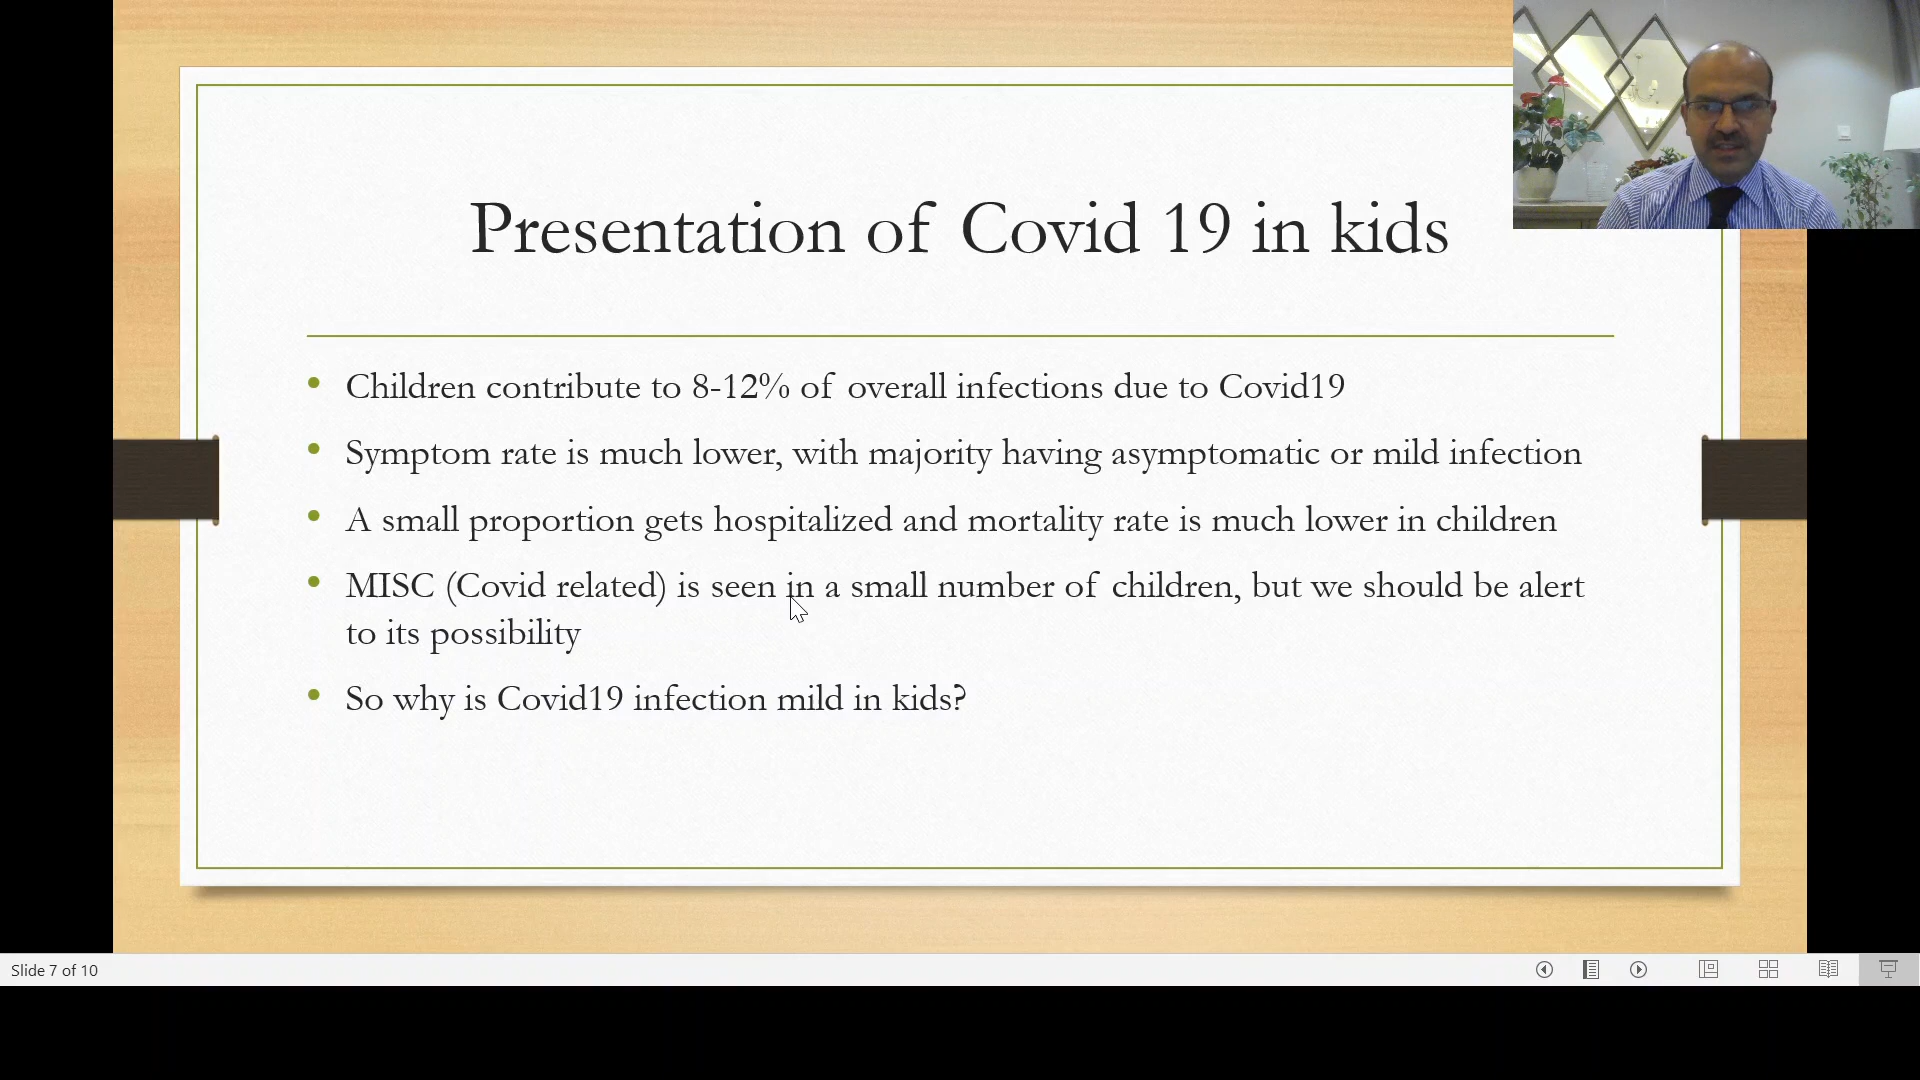 Presentation of Covid 19 in kids
Children contribute to 8-12% of overall infections due to Covid19
Symptom rate is much lower, with majority having asymptomatic or mild infection
A small proportion gets hospitalized and mortality rate is much lower in children
MISC (Covid related) is seen in a small number of children, but we should be alert
to its possibility
So why is Covid19 infection mild in kids?
Slide 7 of 10